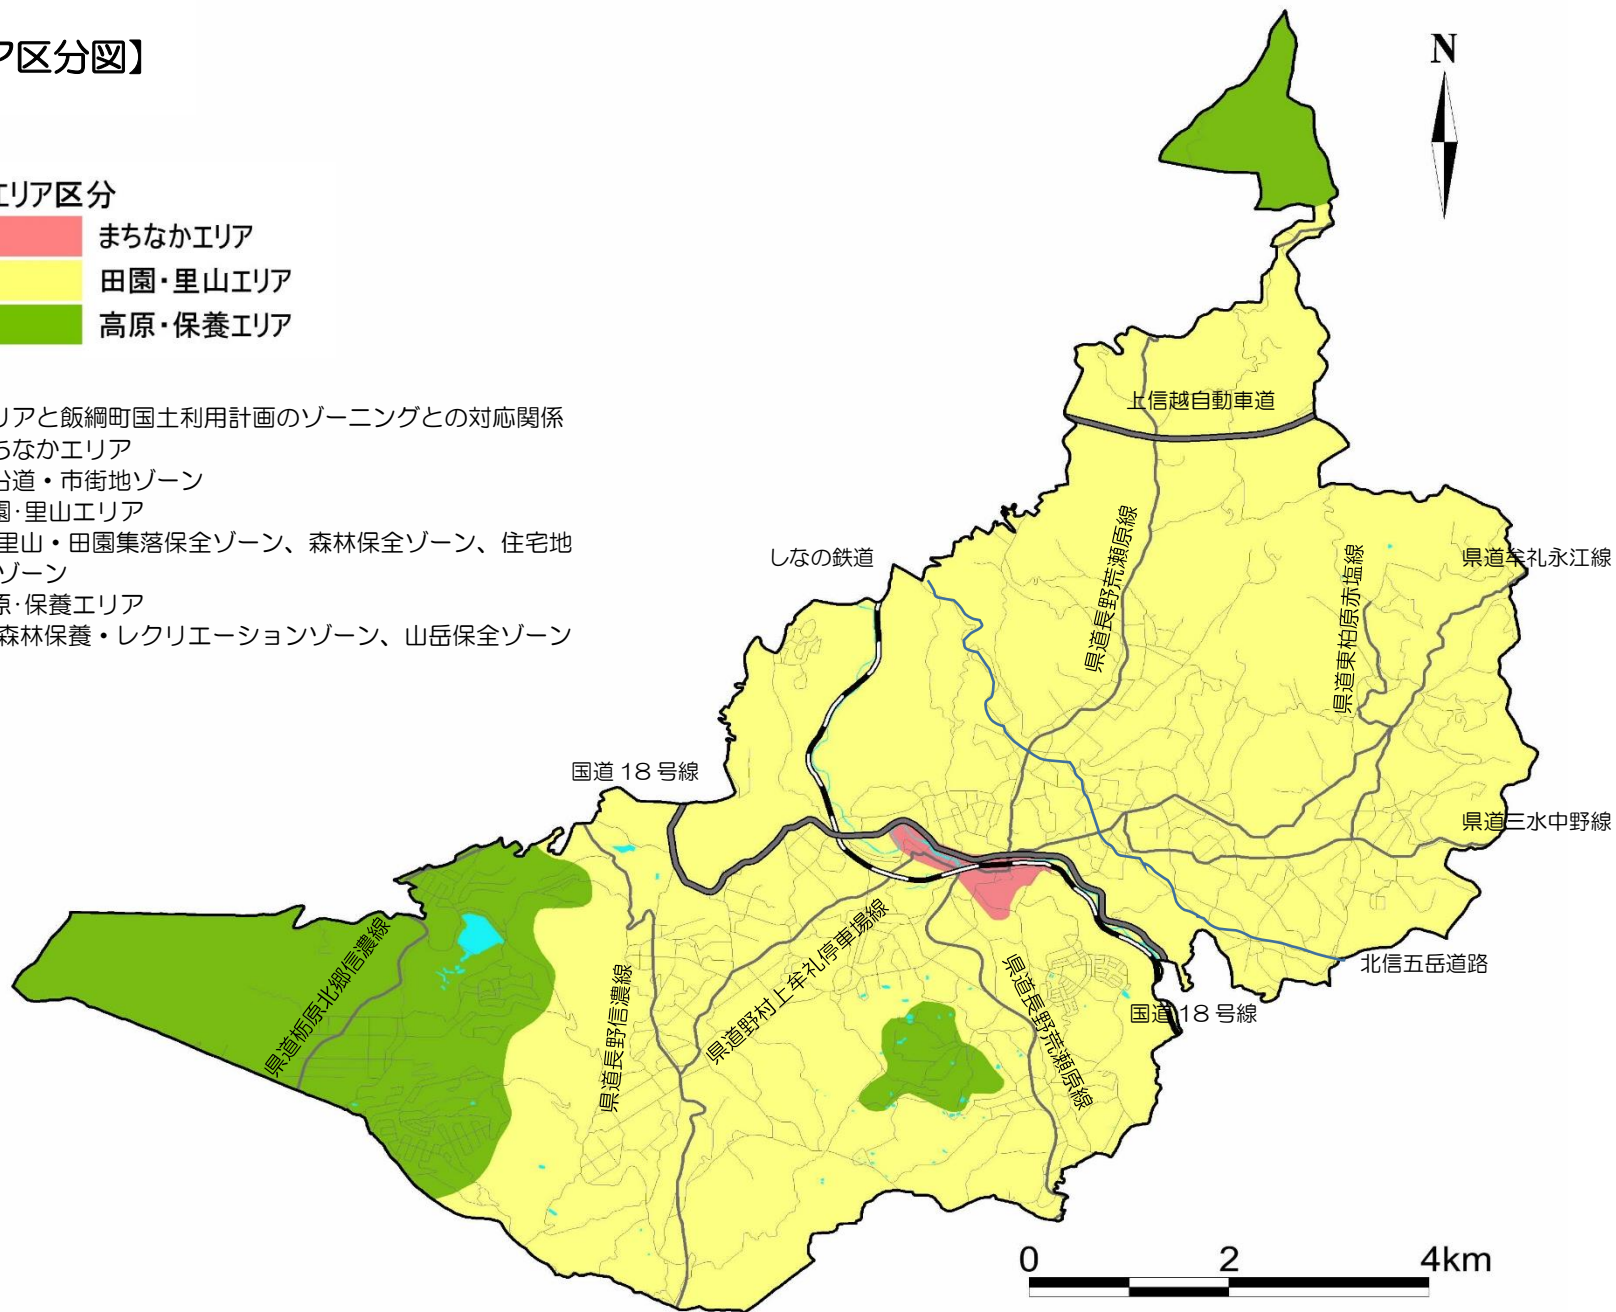 ア区分図】
エリア区分
まちなかエリア
田園・里山エリア
高原・保養エリア
リアと飯綱町国土利用計画のゾーニングとの対応関係
ちなかエリア
沿道・市街地ゾーン
園・里山エリア
里山・田園集落保全ゾーン、森林保全ゾーン、住宅地
ゾーン
原・保養エリア
森林保養・レクリエーションゾーン、山岳保全ゾーン
N
上信越自動車道
しなの鉄道
県道長野荒瀬原線
県道東柏原赤塩線
県道牟礼永江線
国道 18 号線
県道三水中野線
県道栃原北郷信濃線
県道長野信濃線
県道野村上牟礼停車場線
県道長野荒瀬原線
北信五岳道路
国道 18 号線
0 2 4km